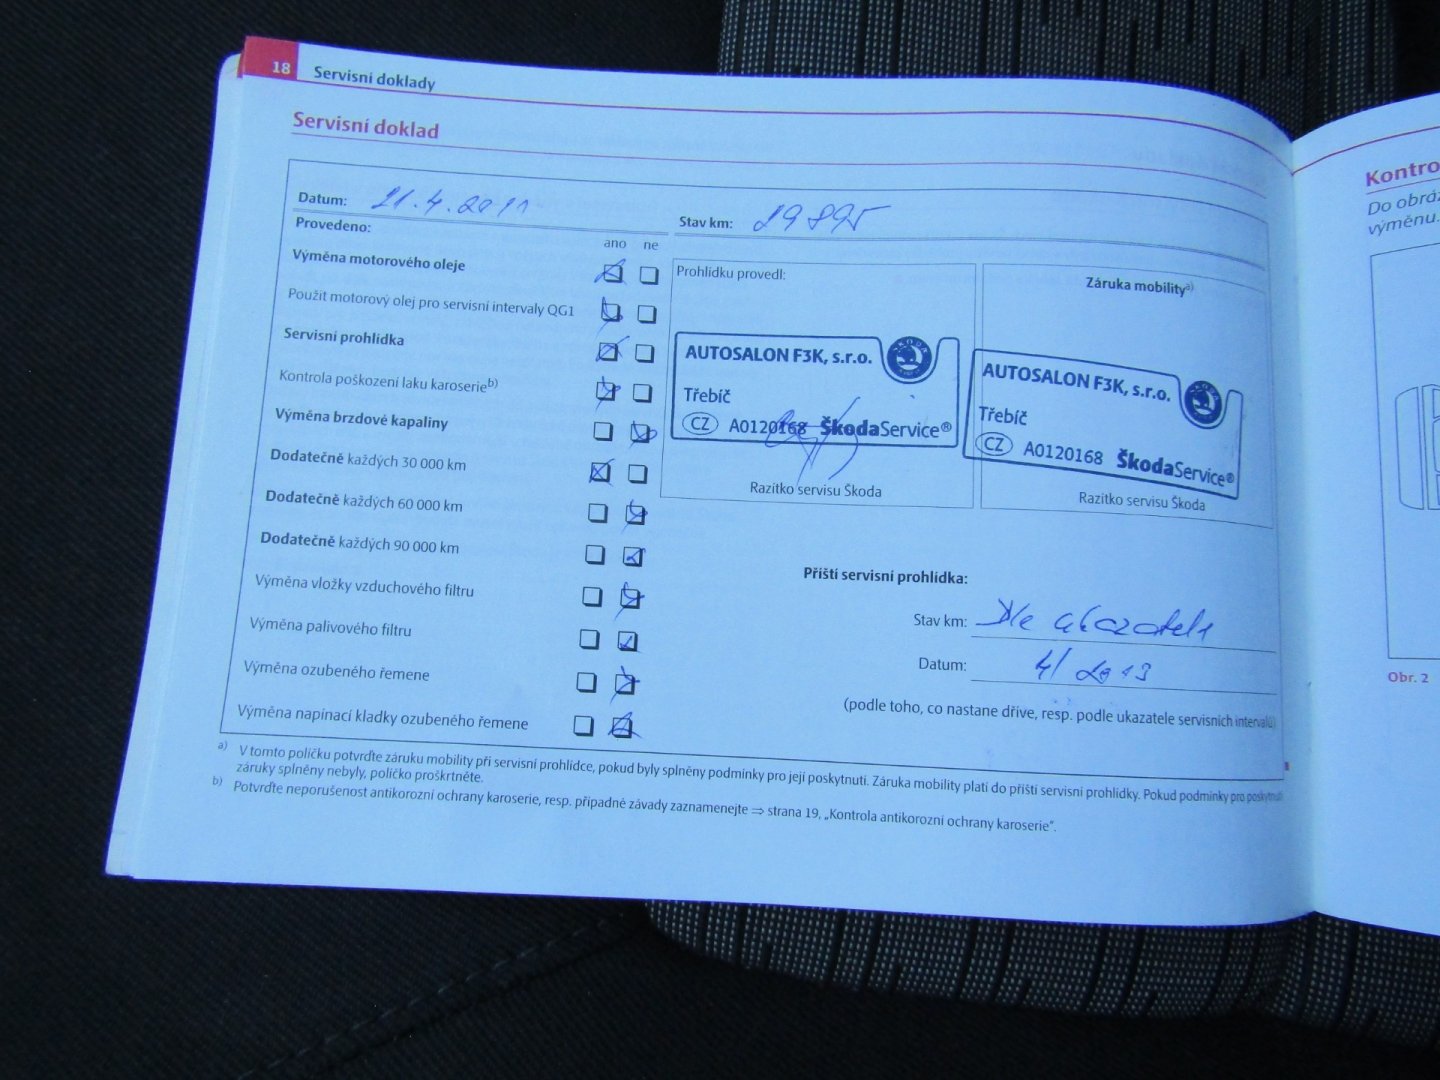 18 Servisní doklady
Servisní doklad
Datum: 21.4.2011 Stav km: 29895
Provedeno: ano ne
Výměna motorového oleje
Použit motorový olej pro servisní intervaly QG1
Servisní prohlídka
Kontrola poškození laku karoserie b)
Výměna brzdové kapaliny
Dodatečně každých 30 000 km
Dodatečně každých 60 000 km
Dodatečně každých 90 000 km
Výměna vložky vzduchového filtru
Výměna palivového filtru
Výměna ozubeného řemene
Výměna napínací kladky ozubeného řemene
Prohlídku provedl:
AUTOSALON F3K, s.r.o.
ŠKODA
Třebíč
CZ A0120168 ŠkodaService®
Razítko servisu Škoda
Záruka mobility a)
AUTOSALON F3K, s.r.o.
Třebíč
CZ A0120168 ŠkodaService®
Razítko servisu Škoda
Příští servisní prohlídka:
Stav km: Dle ukazatele
Datum: 4/2013
(podle toho, co nastane dříve, resp. podle ukazatele servisních intervalů)
a) V tomto políčku potvrďte záruku mobility při servisní prohlídce, pokud byly splněny podmínky pro její poskytnutí. Záruka mobility platí do příští servisní prohlídky. Pokud podmínky pro poskytnutí
záruky splněny nebyly, políčko proškrtněte.
b) Potvrďte neporušenost antikorozní ochrany karoserie, resp. případné závady zaznamenejte ⇒ strana 19, „Kontrola antikorozní ochrany karoserie“.
Kontro
Do obráz
výměnu.
Obr. 2